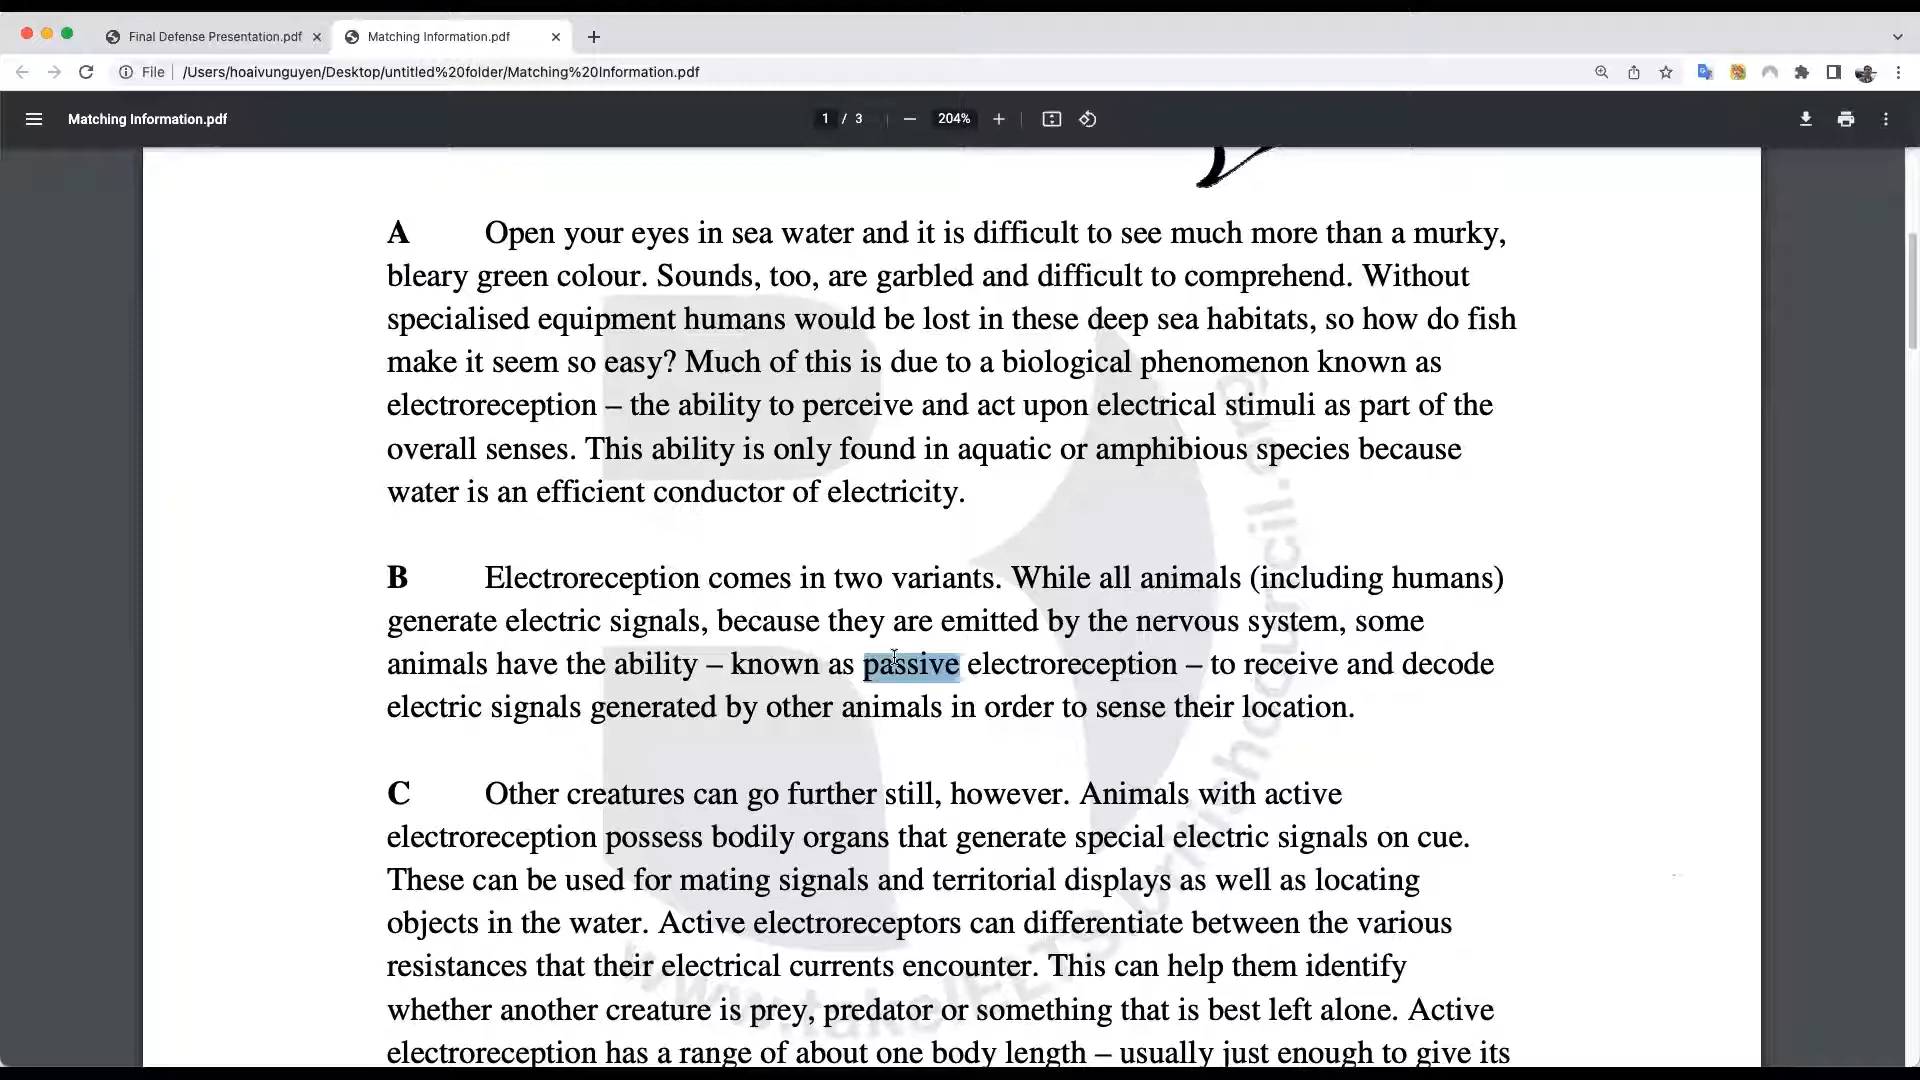 Final Defense Presentation.pdf
Matching Information.pdf
File /Users/hoaivunguyen/Desktop/untitled%20folder/Matching%20Information.pdf
Matching Information.pdf
1 / 3
204%
A Open your eyes in sea water and it is difficult to see much more than a murky,
bleary green colour. Sounds, too, are garbled and difficult to comprehend. Without
specialised equipment humans would be lost in these deep sea habitats, so how do fish
make it seem so easy? Much of this is due to a biological phenomenon known as
electroreception – the ability to perceive and act upon electrical stimuli as part of the
overall senses. This ability is only found in aquatic or amphibious species because
water is an efficient conductor of electricity.
B Electroreception comes in two variants. While all animals (including humans)
generate electric signals, because they are emitted by the nervous system, some
animals have the ability – known as passive electroreception – to receive and decode
electric signals generated by other animals in order to sense their location.
C Other creatures can go further still, however. Animals with active
electroreception possess bodily organs that generate special electric signals on cue.
These can be used for mating signals and territorial displays as well as locating
objects in the water. Active electroreceptors can differentiate between the various
resistances that their electrical currents encounter. This can help them identify
whether another creature is prey, predator or something that is best left alone. Active
electroreception has a range of about one body length – usually just enough to give its
www.takeIELTS.britishcouncil.org